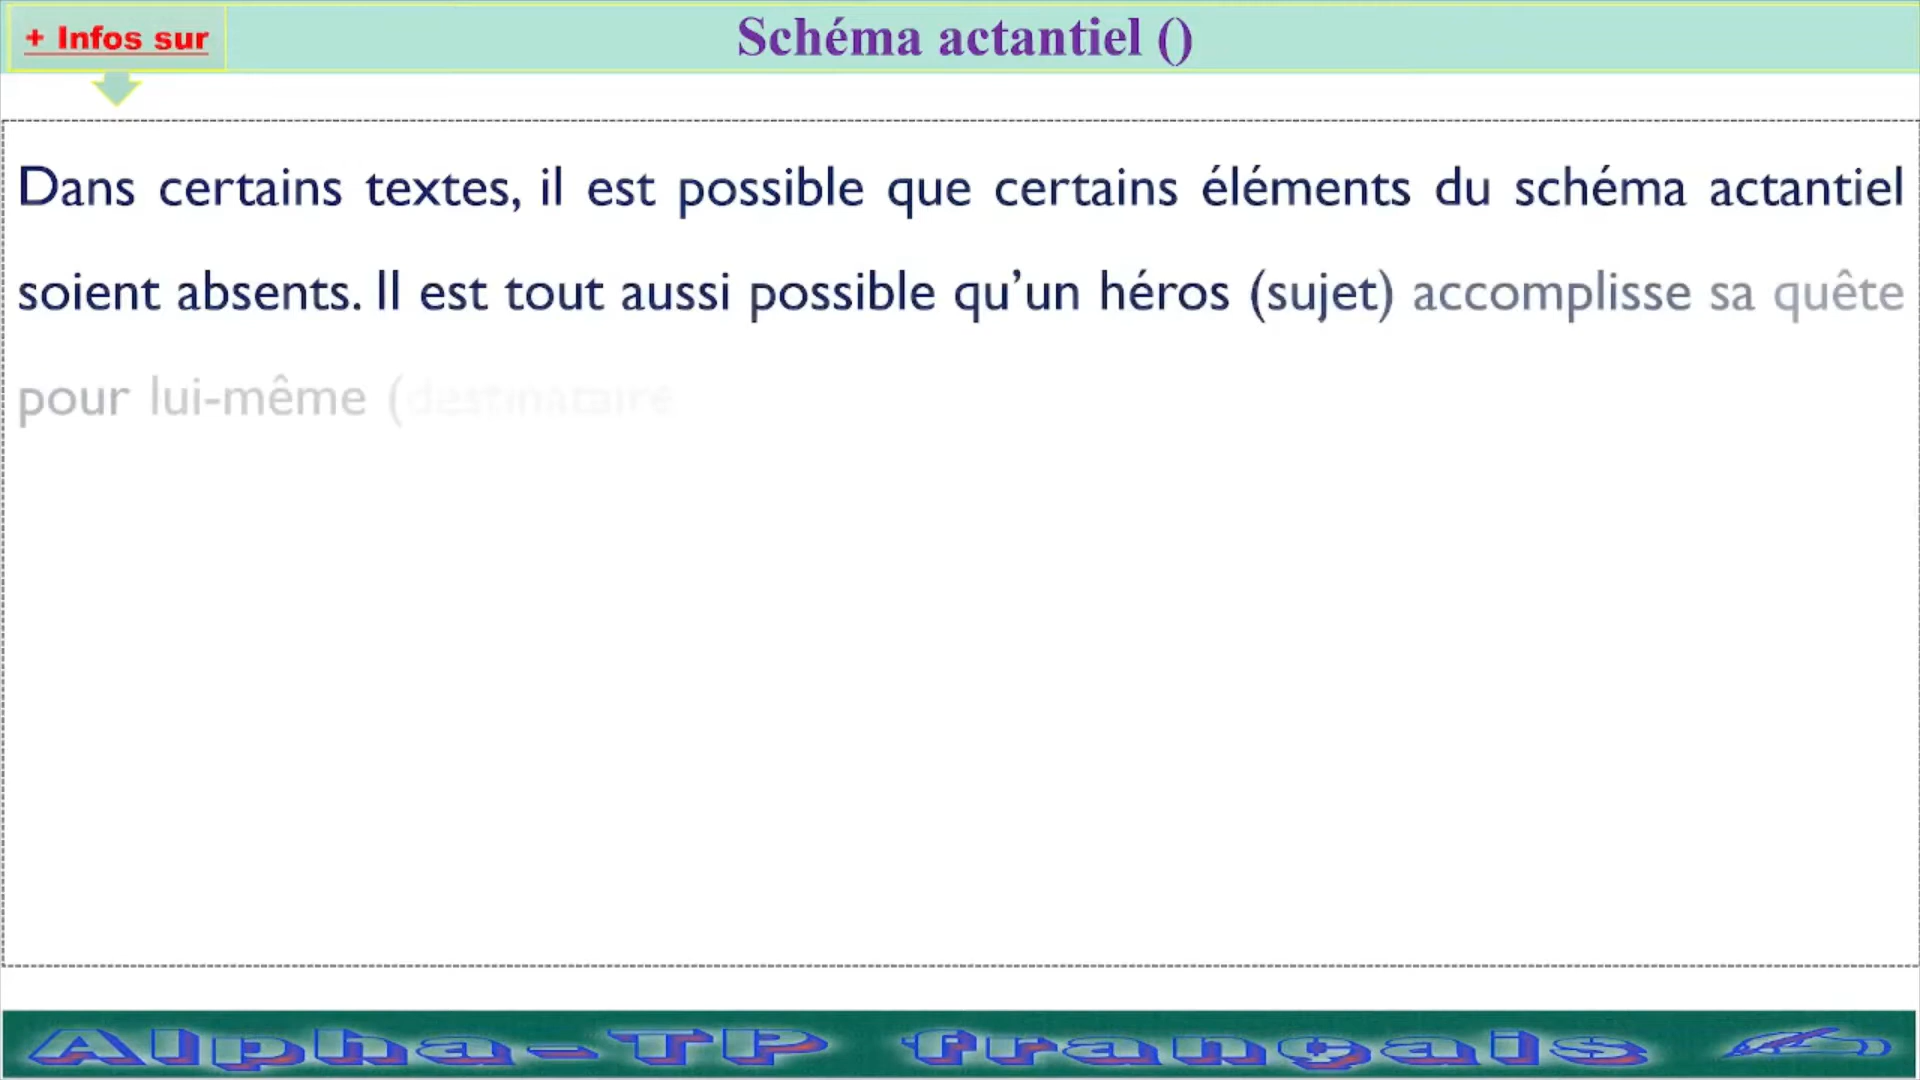 + Infos sur
Schéma actantiel ()
Dans certains textes, il est possible que certains éléments du schéma actantiel
soient absents. Il est tout aussi possible qu’un héros (sujet) accomplisse sa quête
pour lui-même (destinataire
Alpha-TP français